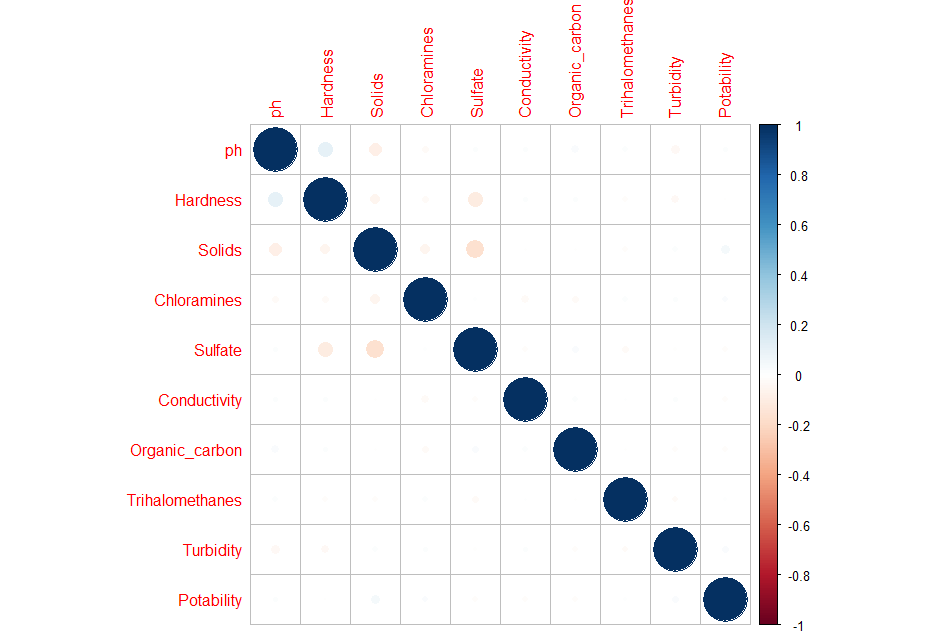 ph
Hardness
Solids
Chloramines
Sulfate
Conductivity
Organic_carbon
Trihalomethanes
Turbidity
Potability
ph
Hardness
Solids
Chloramines
Sulfate
Conductivity
Organic_carbon
Trihalomethanes
Turbidity
Potability
1
0.8
0.6
0.4
0.2
0
-0.2
-0.4
-0.6
-0.8
-1